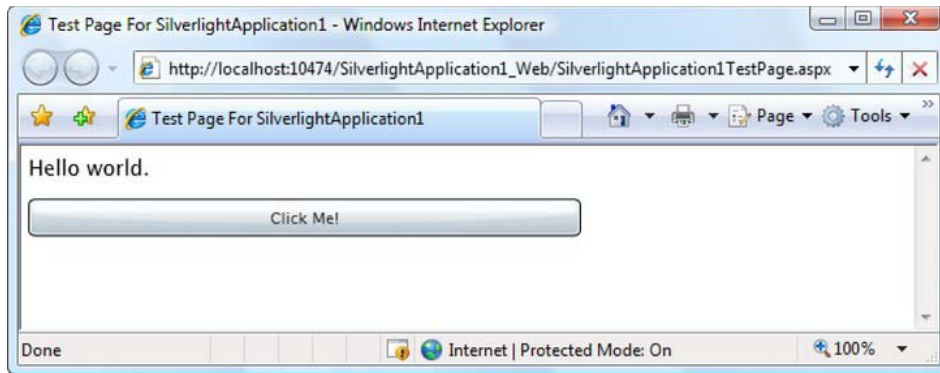 Test Page For SilverlightApplication1 - Windows Internet Explorer
http://localhost:10474/SilverlightApplication1_Web/SilverlightApplication1TestPage.aspx
Test Page For SilverlightApplication1
Page
Tools
Hello world.
Click Me!
Done
Internet | Protected Mode: On
100%